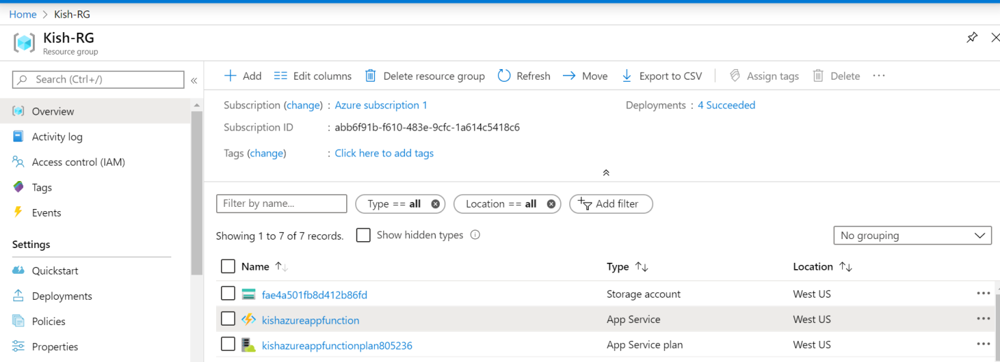 Home > Kish-RG
Kish-RG
Resource group
Search (Ctrl+/)
«
Overview
Activity log
Access control (IAM)
Tags
Events
Settings
Quickstart
Deployments
Policies
Properties
Add Edit columns Delete resource group Refresh Move Export to CSV Assign tags Delete ...
Subscription (change) : Azure subscription 1 Deployments : 4 Succeeded
Subscription ID : abb6f91b-f610-483e-9cfc-1a614c5418c6
Tags (change) : Click here to add tags
Filter by name... Type == all Location == all Add filter
Showing 1 to 7 of 7 records. Show hidden types No grouping
Name ↑↓ Type ↑↓ Location ↑↓
fae4a501fb8d412b86fd Storage account West US ...
kishazureappfunction App Service West US ...
kishazureappfunctionplan805236 App Service plan West US ...